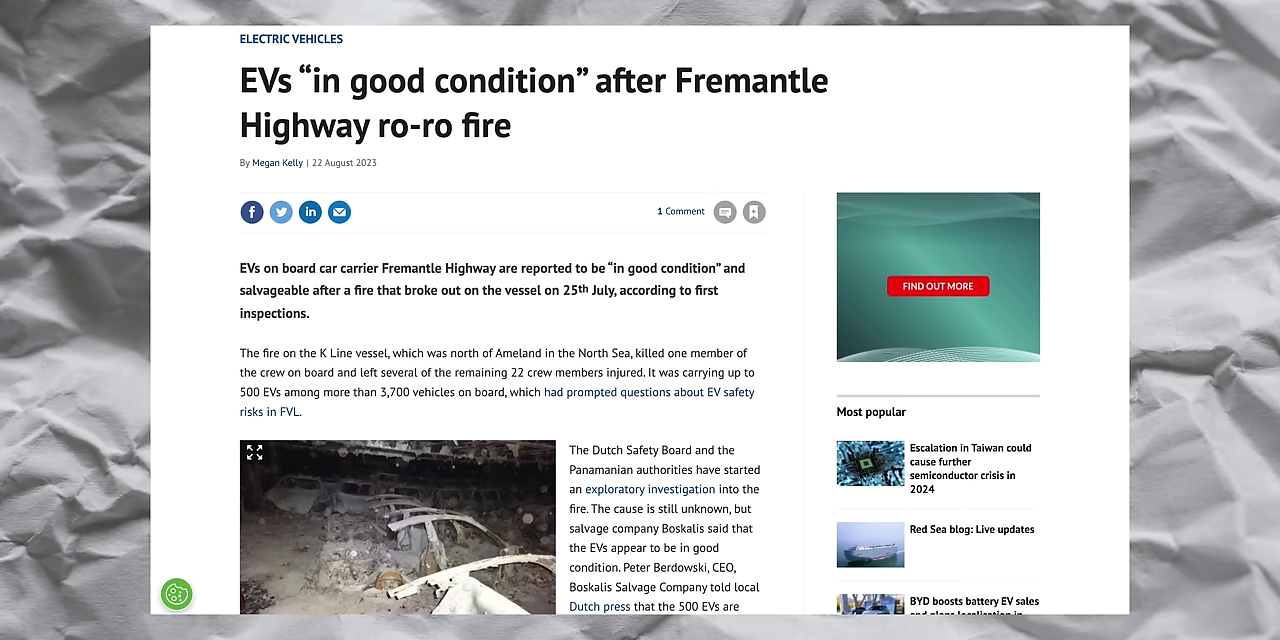 ELECTRIC VEHICLES
EVs “in good condition” after Fremantle
Highway ro-ro fire
By Megan Kelly | 22 August 2023
1 Comment
EVs on board car carrier Fremantle Highway are reported to be “in good condition” and
salvageable after a fire that broke out on the vessel on 25th July, according to first
inspections.
The fire on the K Line vessel, which was north of Ameland in the North Sea, killed one member of
the crew on board and left several of the remaining 22 crew members injured. It was carrying up to
500 EVs among more than 3,700 vehicles on board, which had prompted questions about EV safety
risks in FVL.
The Dutch Safety Board and the
Panamanian authorities have started
an exploratory investigation into the
fire. The cause is still unknown, but
salvage company Boskalis said that
the EVs appear to be in good
condition. Peter Berdowski, CEO,
Boskalis Salvage Company told local
Dutch press that the 500 EVs are
FIND OUT MORE
Most popular
Escalation in Taiwan could
cause further
semiconductor crisis in
2024
Red Sea blog: Live updates
BYD boosts battery EV sales
and plans localisation in